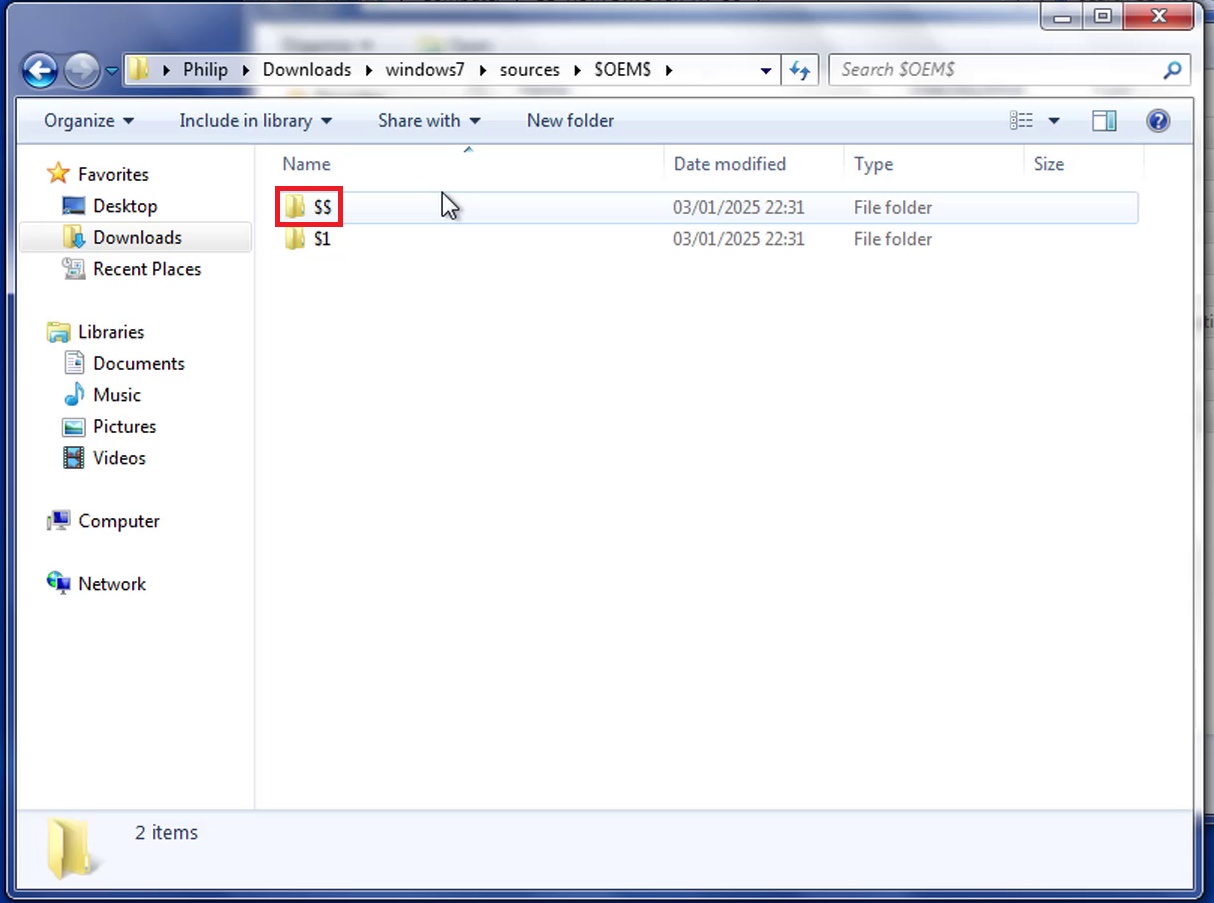 Philip Downloads windows7 sources $OEM$
Search $OEM$
Organize Include in library Share with New folder
Name Date modified Type Size
$$ 03/01/2025 22:31 File folder
$1 03/01/2025 22:31 File folder
Favorites
Desktop
Downloads
Recent Places
Libraries
Documents
Music
Pictures
Videos
Computer
Network
2 items